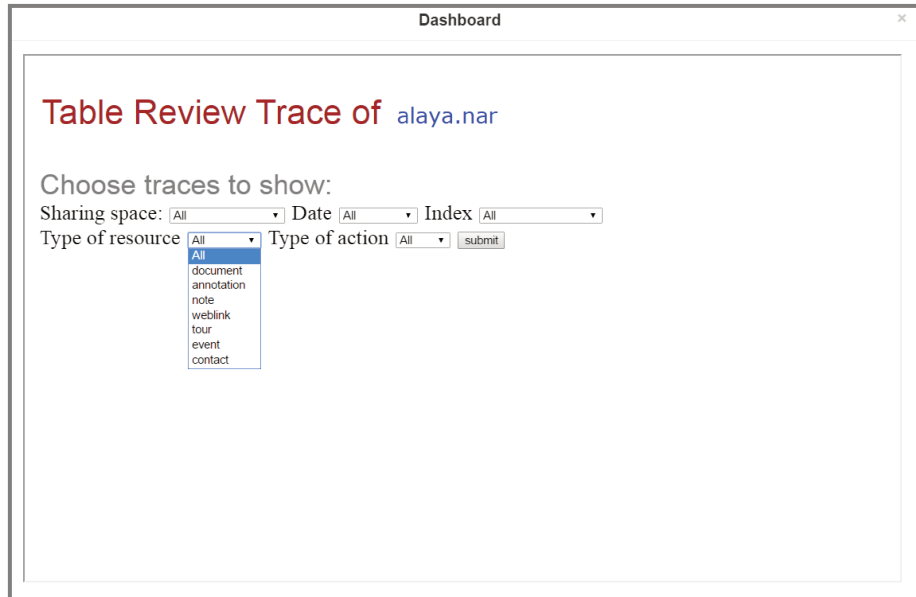 Dashboard ×
Table Review Trace of alaya.nar
Choose traces to show:
Sharing space: All Date All Index All
Type of resource All Type of action All submit
All
document
annotation
note
weblink
tour
event
contact